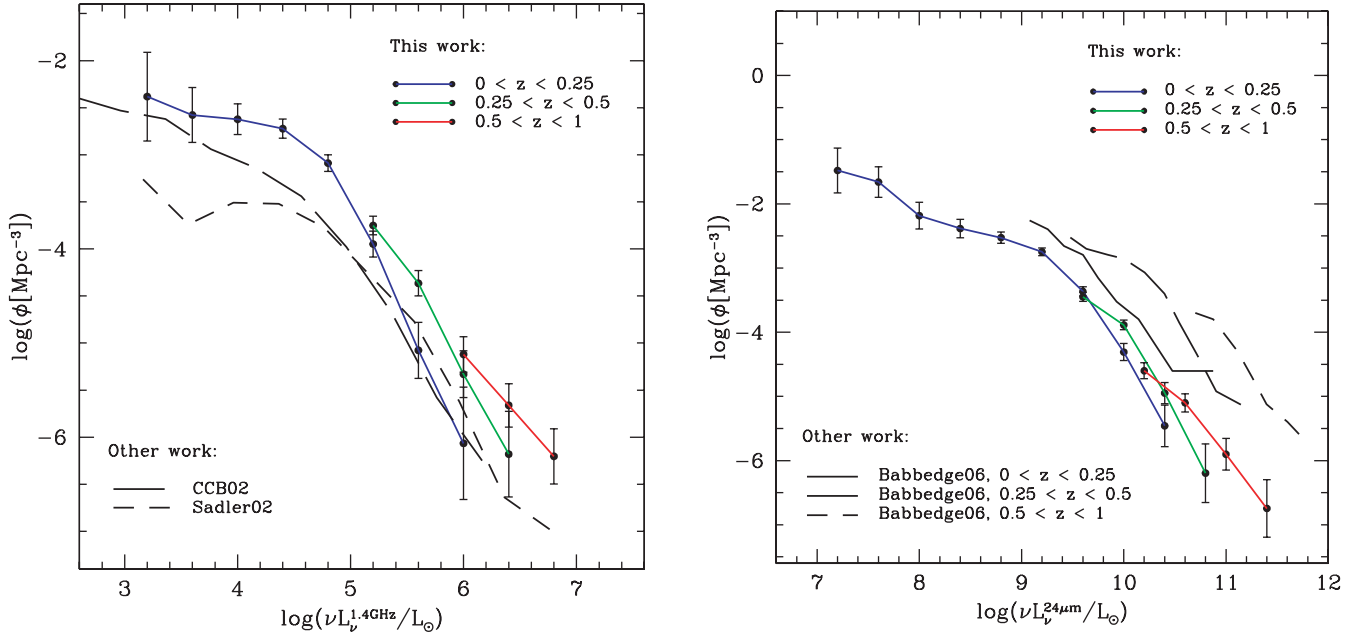 This work:
0 < z < 0.25
0.25 < z < 0.5
0.5 < z < 1
-2
-4
-6
log(ϕ[Mpc⁻³])
Other work:
CCB02
Sadler02
3 4 5 6 7
log(νL_ν^{1.4GHz}/L_⊙)
This work:
0 < z < 0.25
0.25 < z < 0.5
0.5 < z < 1
0
-2
-4
-6
log(ϕ[Mpc⁻³])
Other work:
Babbedge06, 0 < z < 0.25
Babbedge06, 0.25 < z < 0.5
Babbedge06, 0.5 < z < 1
7 8 9 10 11 12
log(νL_ν^{24μm}/L_⊙)